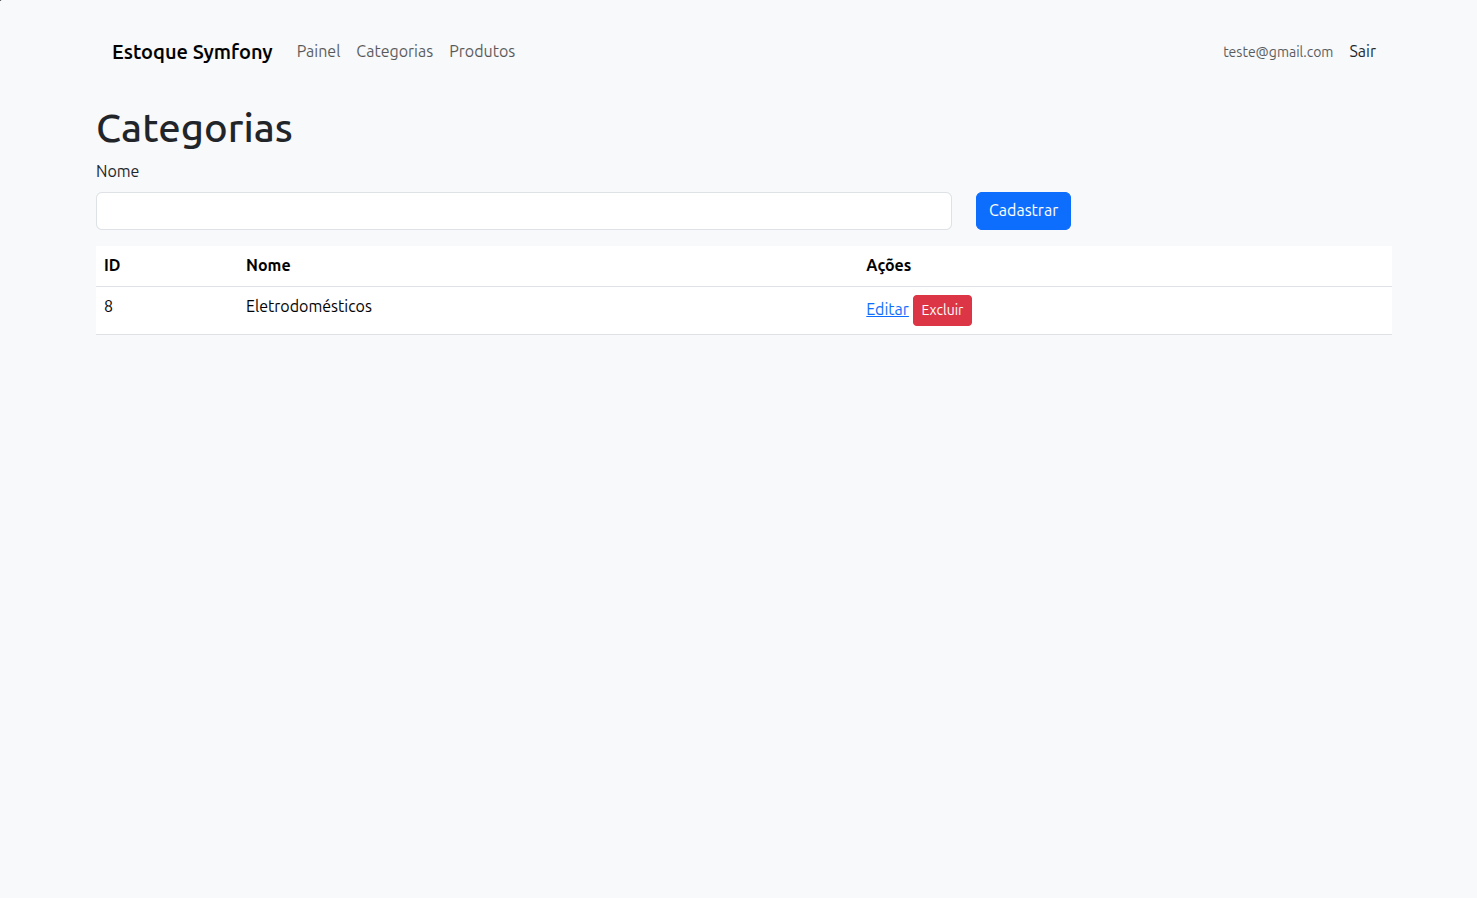 Estoque Symfony Painel Categorias Produtos teste@gmail.com Sair
Categorias
Nome
Cadastrar
ID Nome Ações
8 Eletrodomésticos Editar Excluir